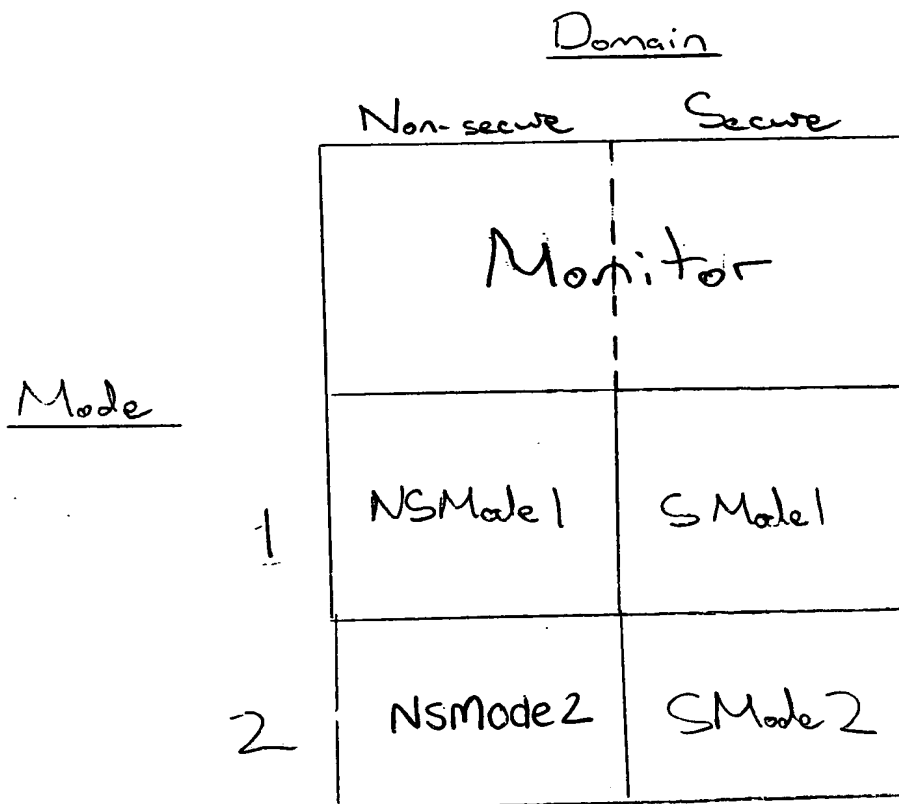 Domain
Non-secure Secure
Monitor
Mode
1 NSMode1 SMode1
2 NSMode2 SMode2